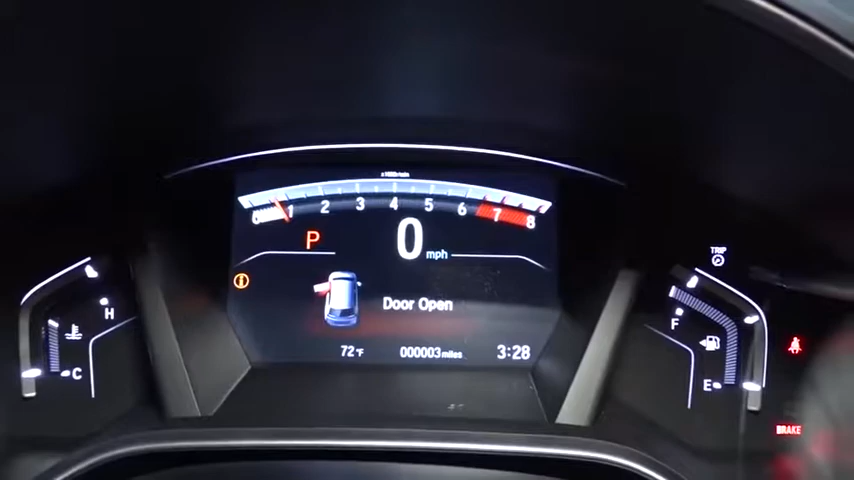 x1000r/min
0 1 2 3 4 5 6 7 8
P
0 mph
Door Open
72°F
000003 miles
3:28
H
C
TRIP
F
E
BRAKE